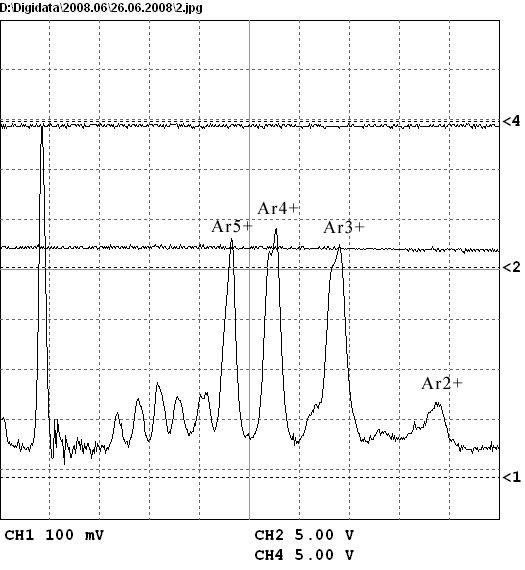 D:\Digidata\2008.06\26.06.2008\2.jpg
<4
Ar5+ Ar4+ Ar3+
<2
Ar2+
<1
CH1 100 mV CH2 5.00 V
CH4 5.00 V